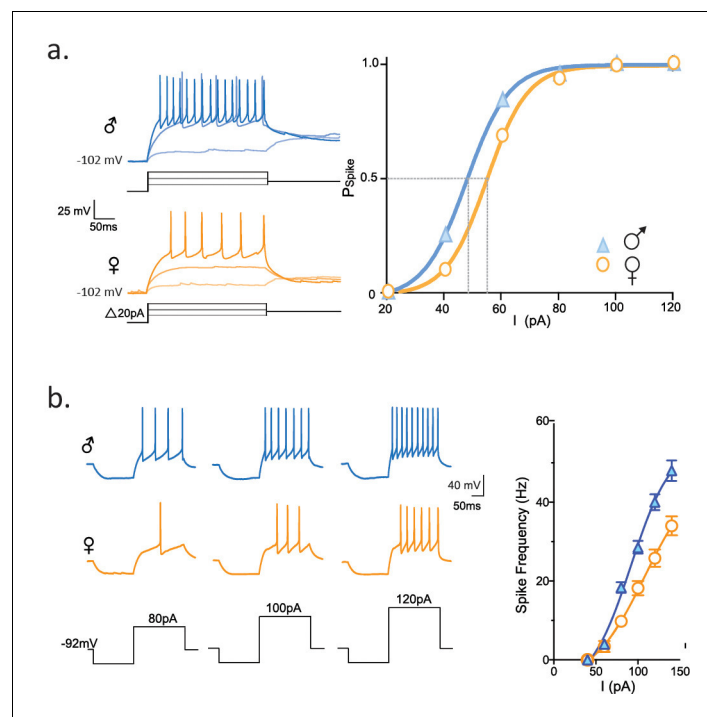 a.
♂
-102 mV
25 mV
50ms
♀
-102 mV
△20pA
PSpike
1.0
0.5
0
20
40
60
80
100
120
I (pA)
♂
♀
b.
♂
40 mV
50ms
♀
80pA
100pA
120pA
-92mV
Spike Frequency (Hz)
60
40
20
0
0
50
100
150
I (pA)